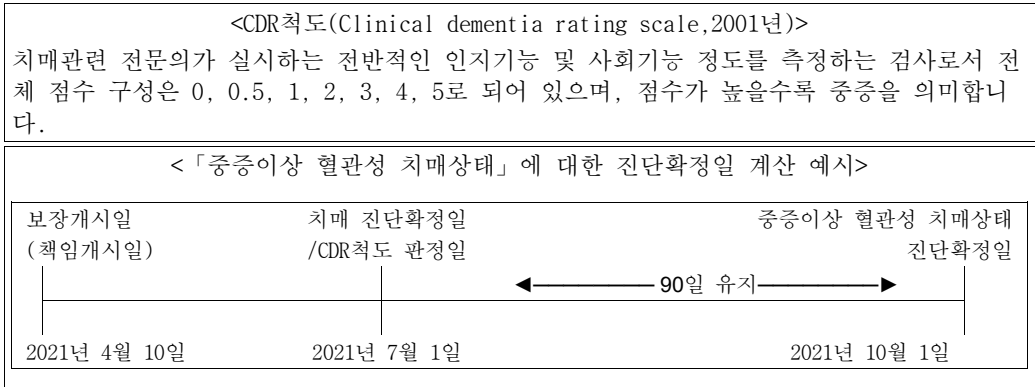 <CDR척도(Clinical dementia rating scale,2001년)>
치매관련 전문의가 실시하는 전반적인 인지기능 및 사회기능 정도를 측정하는 검사로서 전
체 점수 구성은 0, 0.5, 1, 2, 3, 4, 5로 되어 있으며, 점수가 높을수록 중증을 의미합니
다.
<「중증이상 혈관성 치매상태」에 대한 진단확정일 계산 예시>
보장개시일 치매 진단확정일 중증이상 혈관성 치매상태
(책임개시일) /CDR척도 판정일 진단확정일
90일 유지
2021년 4월 10일 2021년 7월 1일 2021년 10월 1일